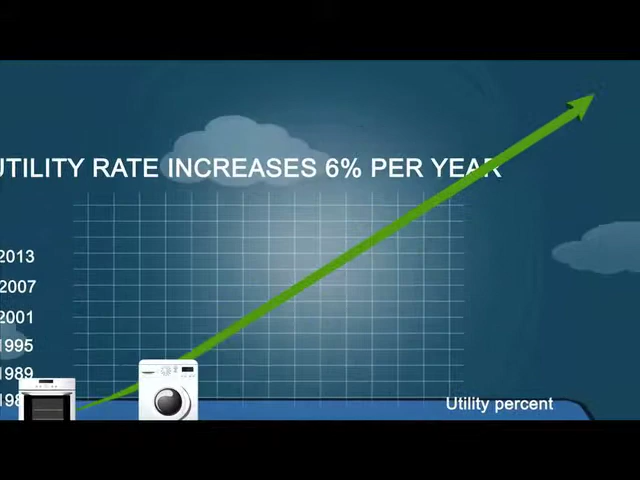 UTILITY RATE INCREASES 6% PER YEAR
2013
2007
2001
1995
1989
Utility percent